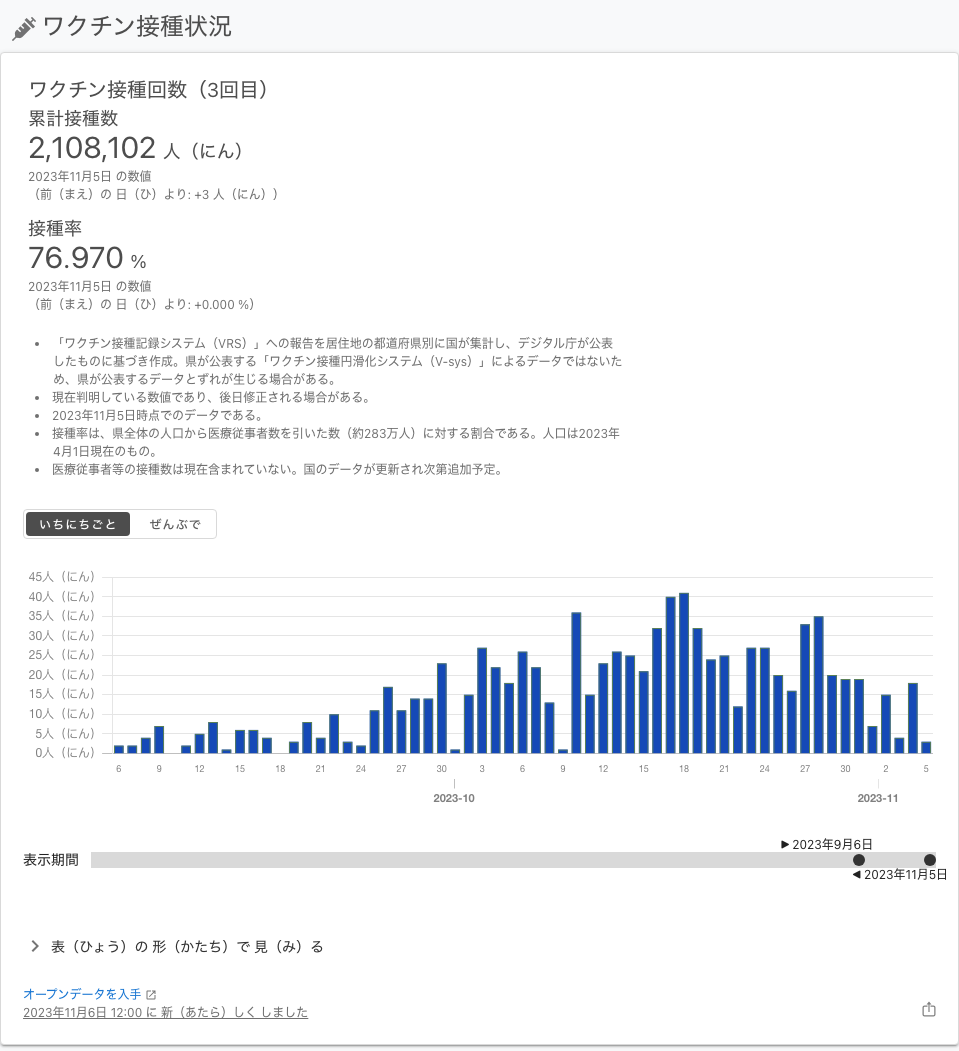 ワクチン接種状況
ワクチン接種回数（3回目）
累計接種数
2,108,102 人（にん）
2023年11月5日 の数値
（前（まえ）の 日（ひ）より: +3 人（にん））
接種率
76.970 %
2023年11月5日 の数値
（前（まえ）の 日（ひ）より: +0.000 %）
• 「ワクチン接種記録システム（VRS）」への報告を居住地の都道府県別に国が集計し、デジタル庁が公表
したものに基づき作成。県が公表する「ワクチン接種円滑化システム（V-sys）」によるデータではないた
め、県が公表するデータとずれが生じる場合がある。
• 現在判明している数値であり、後日修正される場合がある。
• 2023年11月5日時点でのデータである。
• 接種率は、県全体の人口から医療従事者数を引いた数（約283万人）に対する割合である。人口は2023年
4月1日現在のもの。
• 医療従事者等の接種数は現在含まれていない。国のデータが更新され次第追加予定。
いちにちごと ぜんぶで
45人（にん）
40人（にん）
35人（にん）
30人（にん）
25人（にん）
20人（にん）
15人（にん）
10人（にん）
5人（にん）
0人（にん）
6 9 12 15 18 21 24 27 30 3 6 9 12 15 18 21 24 27 30 2 5
2023-10 2023-11
▶ 2023年9月6日
表示期間
◀ 2023年11月5日
表（ひょう）の 形（かたち）で 見（み）る
オープンデータを入手
2023年11月6日 12:00 に 新（あたら）しく しました